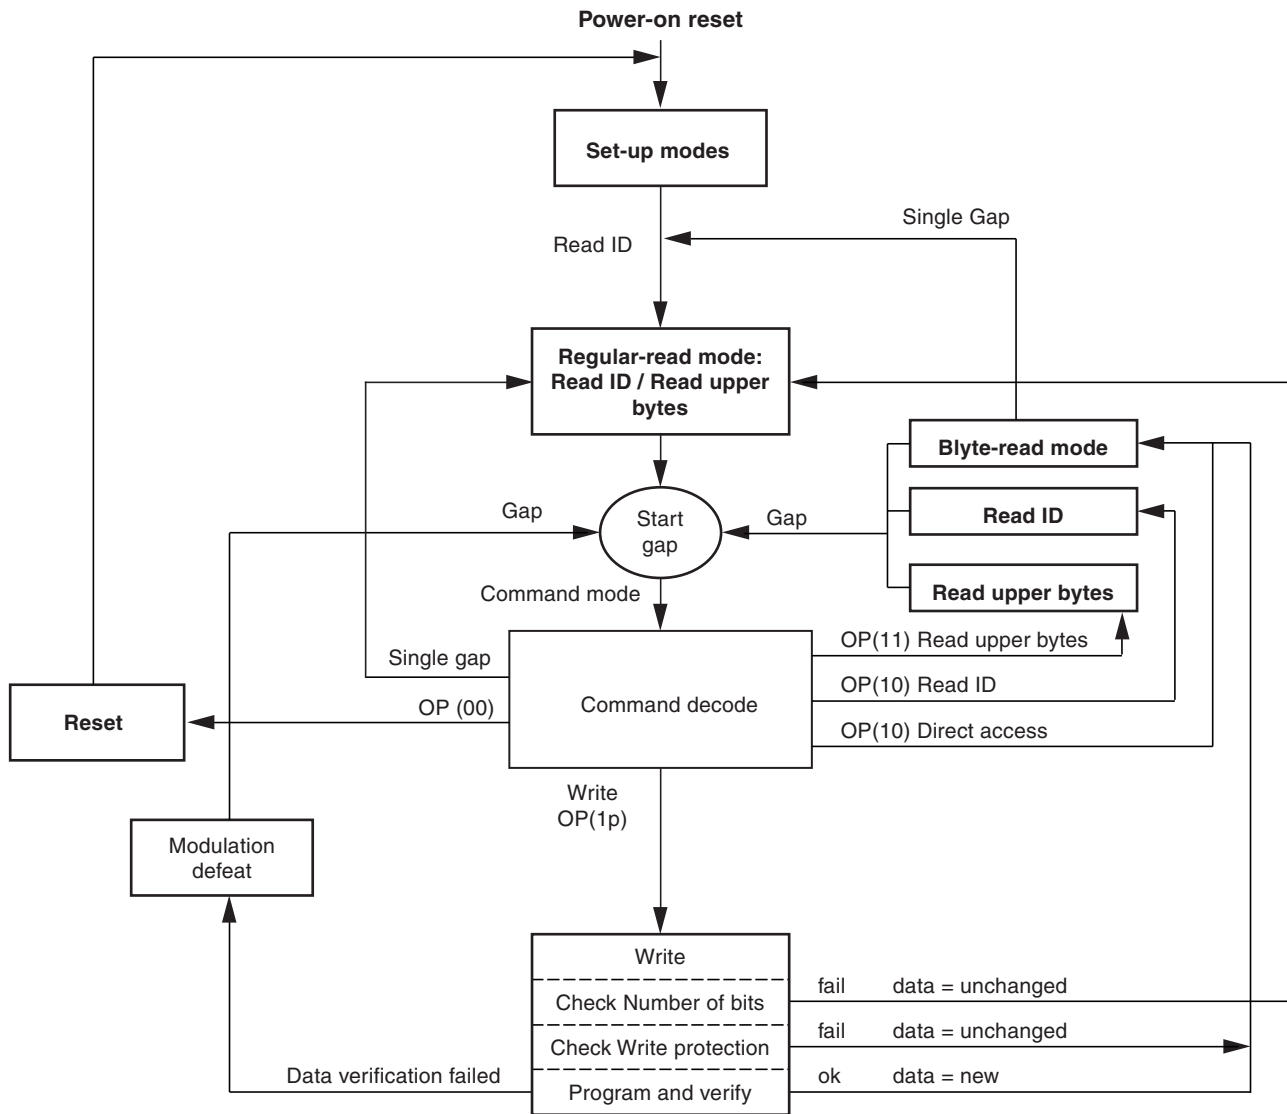 Power-on reset
Set-up modes
Single Gap
Read ID
Regular-read mode:
Read ID / Read upper
bytes
Blyte-read mode
Gap
Start
gap
Gap
Read ID
Command mode
Read upper bytes
OP(11) Read upper bytes
Single gap
OP(10) Read ID
Command decode
OP (00)
Reset
OP(10) Direct access
Write
OP(1p)
Modulation
defeat
Write
Check Number of bits
fail data = unchanged
Check Write protection
fail data = unchanged
Data verification failed
Program and verify
ok data = new